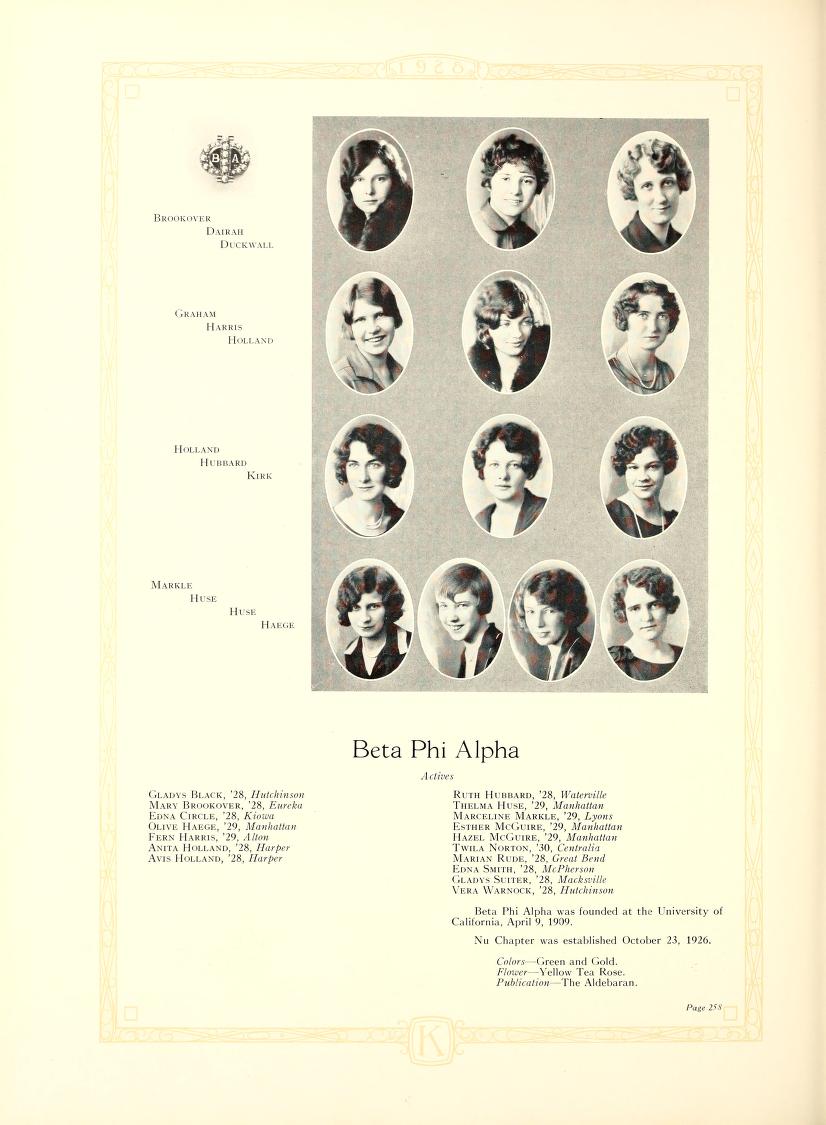 1928
B A
BROOKOVER
DAIRAH
DUCKWALL
GRAHAM
HARRIS
HOLLAND
HOLLAND
HUBBARD
KIRK
MARKLE
HUSE
HUSE
HAEGE
Beta Phi Alpha
Actives
GLADYS BLACK, '28, Hutchinson
MARY BROOKOVER, '28, Eureka
EDNA CIRCLE, '28, Kiowa
OLIVE HAEGE, '29, Manhattan
FERN HARRIS, '29, Alton
ANITA HOLLAND, '28, Harper
AVIS HOLLAND, '28, Harper
RUTH HUBBARD, '28, Waterville
THELMA HUSE, '29, Manhattan
MARCELINE MARKLE, '29, Lyons
ESTHER MCGUIRE, '29, Manhattan
HAZEL MCGUIRE, '29, Manhattan
TWILA NORTON, '30, Centralia
MARIAN RUDE, '28, Great Bend
EDNA SMITH, '28, McPherson
GLADYS SUITER, '28, Macksville
VERA WARNOCK, '28, Hutchinson
Beta Phi Alpha was founded at the University of
California, April 9, 1909.
Nu Chapter was established October 23, 1926.
Colors—Green and Gold.
Flower—Yellow Tea Rose.
Publication—The Aldebaran.
Page 258
K